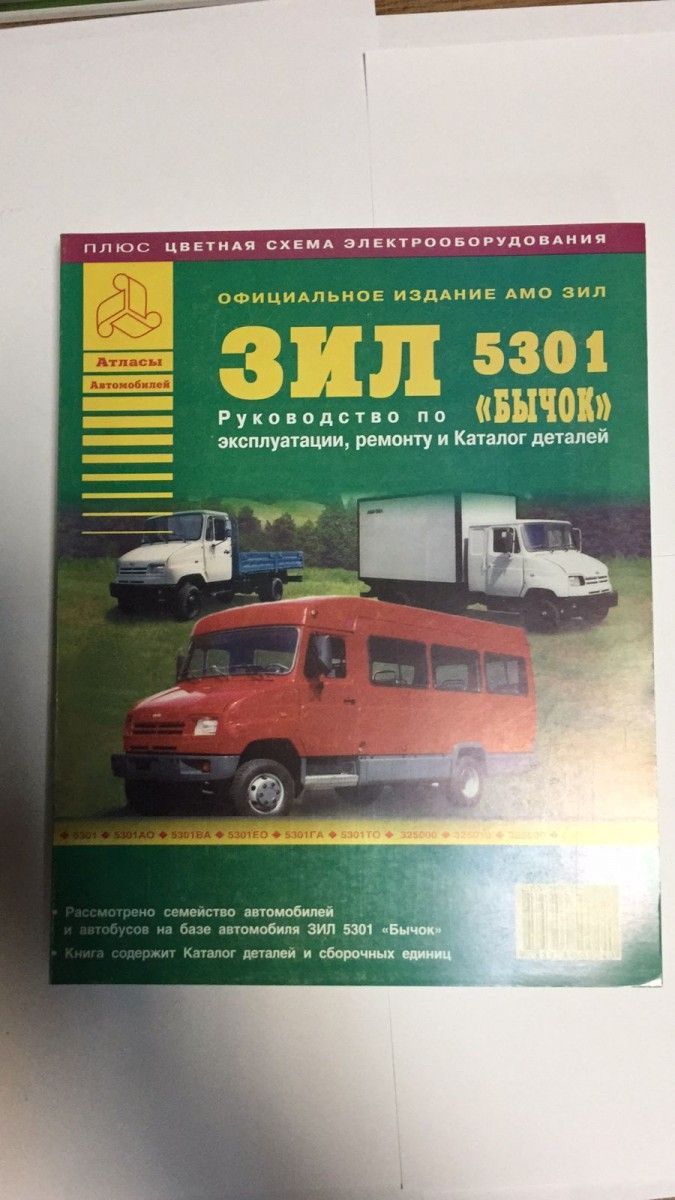 ПЛЮС ЦВЕТНАЯ СХЕМА ЭЛЕКТРООБОРУДОВАНИЯ
ОФИЦИАЛЬНОЕ ИЗДАНИЕ АМО ЗИЛ
Атласы
Автомобилей
ЗИЛ 5301
«БЫЧОК»
Руководство по
эксплуатации, ремонту и Каталог деталей
5301 ◆ 5301АО ◆ 5301ВА ◆ 5301ЕО ◆ 5301ГА ◆ 5301ТО ◆ 325000
• Рассмотрено семейство автомобилей
и автобусов на базе автомобиля ЗИЛ 5301 «Бычок»
• Книга содержит Каталог деталей и сборочных единиц